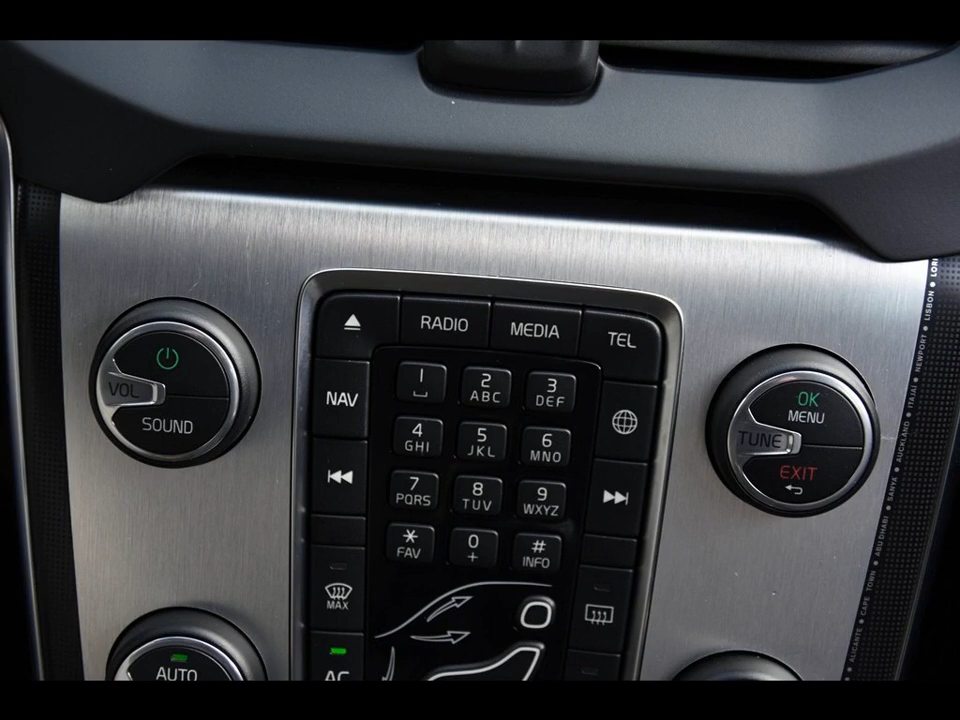 RADIO
MEDIA
TEL
VOL
SOUND
NAV
1
2
ABC
3
DEF
4
GHI
5
JKL
6
MNO
7
PQRS
8
TUV
9
WXYZ
*
FAV
0
+
#
INFO
OK
MENU
TUNE
EXIT
MAX
AUTO
AC
ALICANTE • CAPE TOWN • ABU DHABI • SANYA • AUCKLAND • ITAJAÍ • NEWPORT • LISBON • LORI